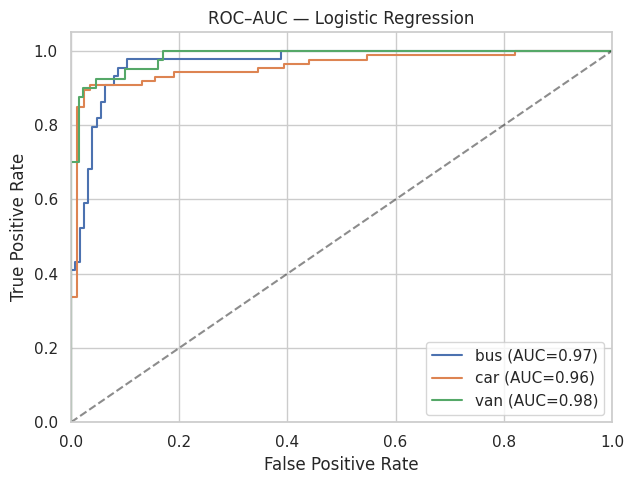 ROC–AUC — Logistic Regression
True Positive Rate
1.0
0.8
0.6
0.4
0.2
0.0
bus (AUC=0.97)
car (AUC=0.96)
van (AUC=0.98)
0.0 0.2 0.4 0.6 0.8 1.0
False Positive Rate